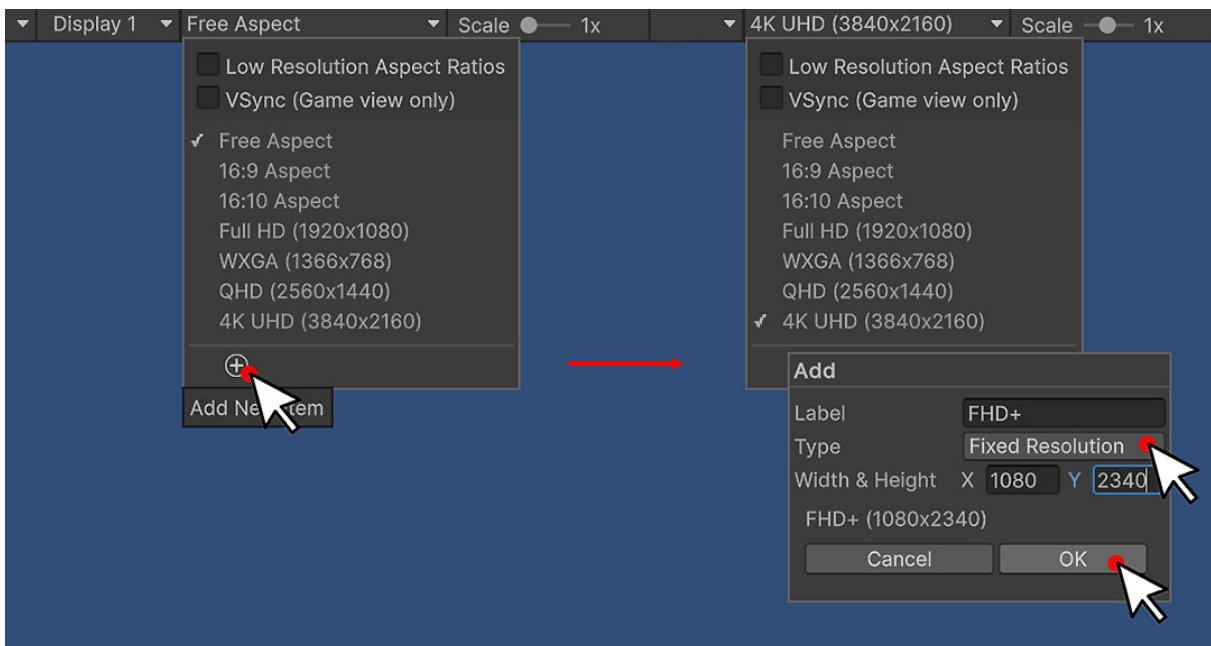 Display 1 Free Aspect Scale 1x
Low Resolution Aspect Ratios
VSync (Game view only)
Free Aspect
16:9 Aspect
16:10 Aspect
Full HD (1920x1080)
WXGA (1366x768)
QHD (2560x1440)
4K UHD (3840x2160)
Add New Item
4K UHD (3840x2160) Scale 1x
Low Resolution Aspect Ratios
VSync (Game view only)
Free Aspect
16:9 Aspect
16:10 Aspect
Full HD (1920x1080)
WXGA (1366x768)
QHD (2560x1440)
4K UHD (3840x2160)
Add
Label FHD+
Type Fixed Resolution
Width & Height X 1080 Y 2340
FHD+ (1080x2340)
Cancel OK